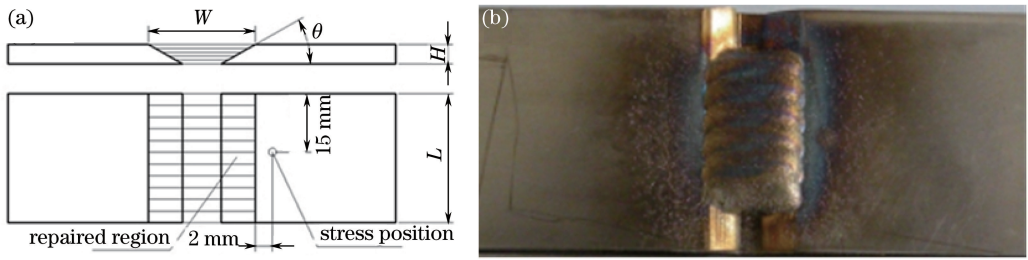 (a)
W
θ
H
15 mm
L
repaired region
2 mm
stress position
(b)